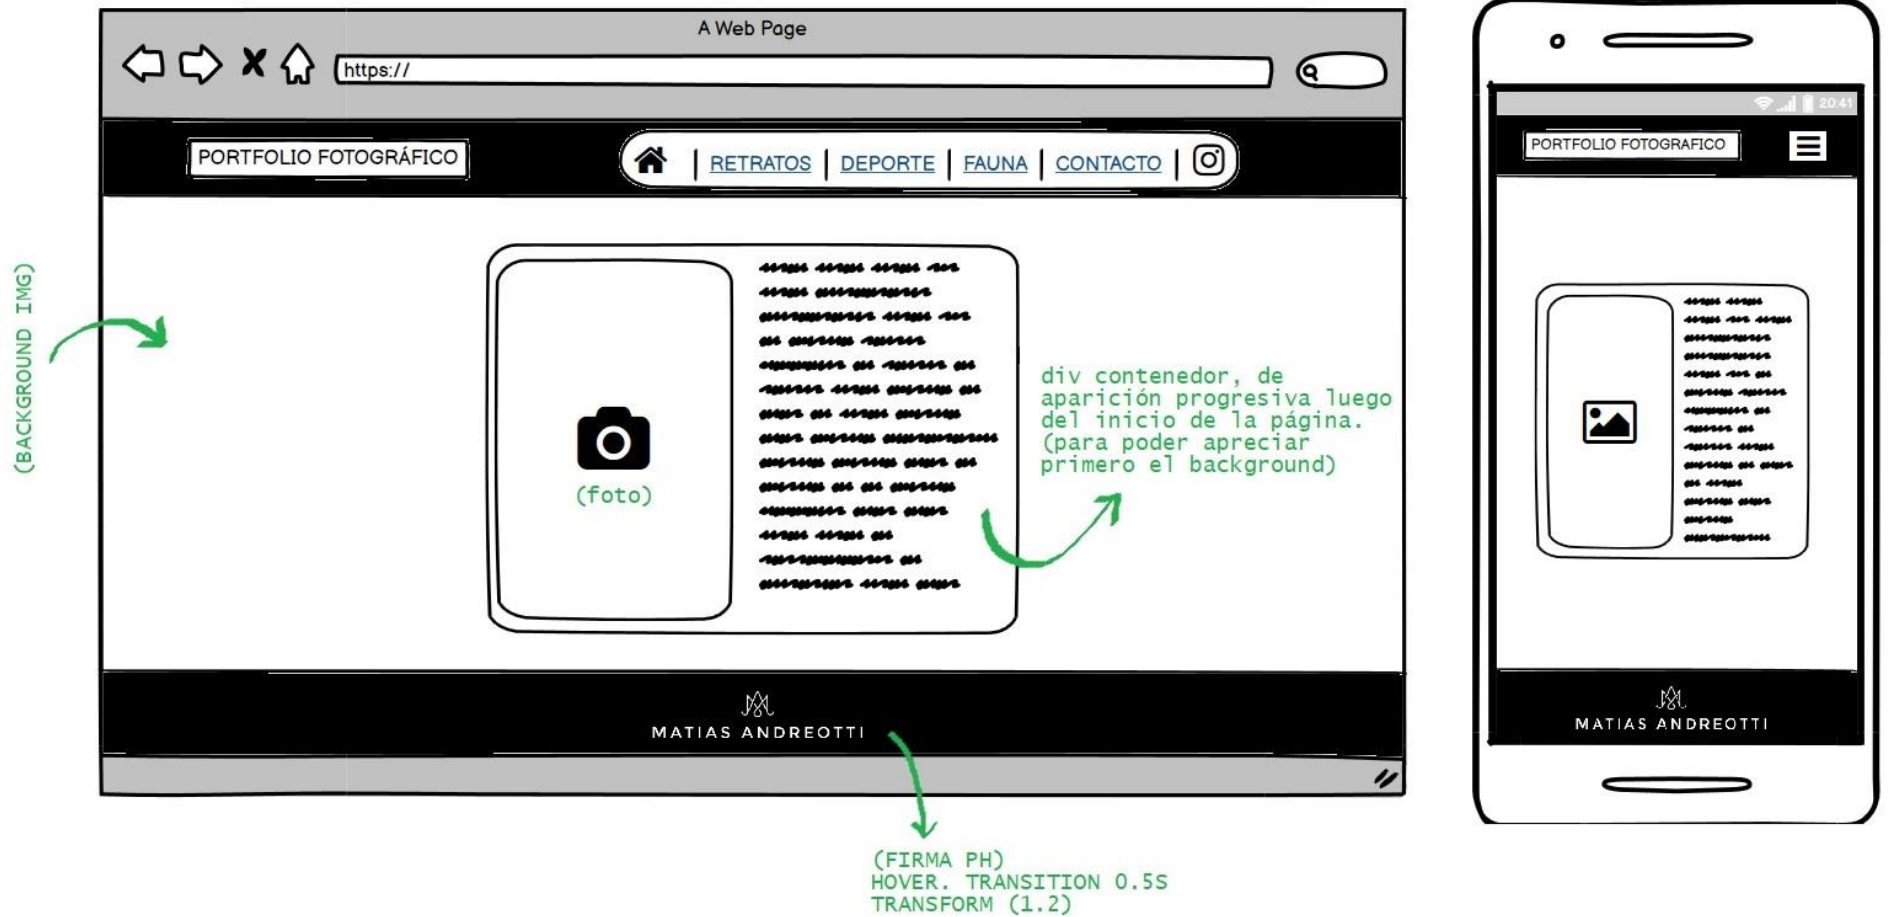 A Web Page
https://
PORTFOLIO FOTOGRÁFICO
RETRATOS | DEPORTE | FAUNA | CONTACTO
(BACKGROUND IMG)
(foto)
div contenedor, de
aparición progresiva luego
del inicio de la página.
(para poder apreciar
primero el background)
MATIAS ANDREOTTI
(FIRMA PH)
HOVER. TRANSITION 0.5S
TRANSFORM (1.2)
20:41
PORTFOLIO FOTOGRAFICO
MATIAS ANDREOTTI